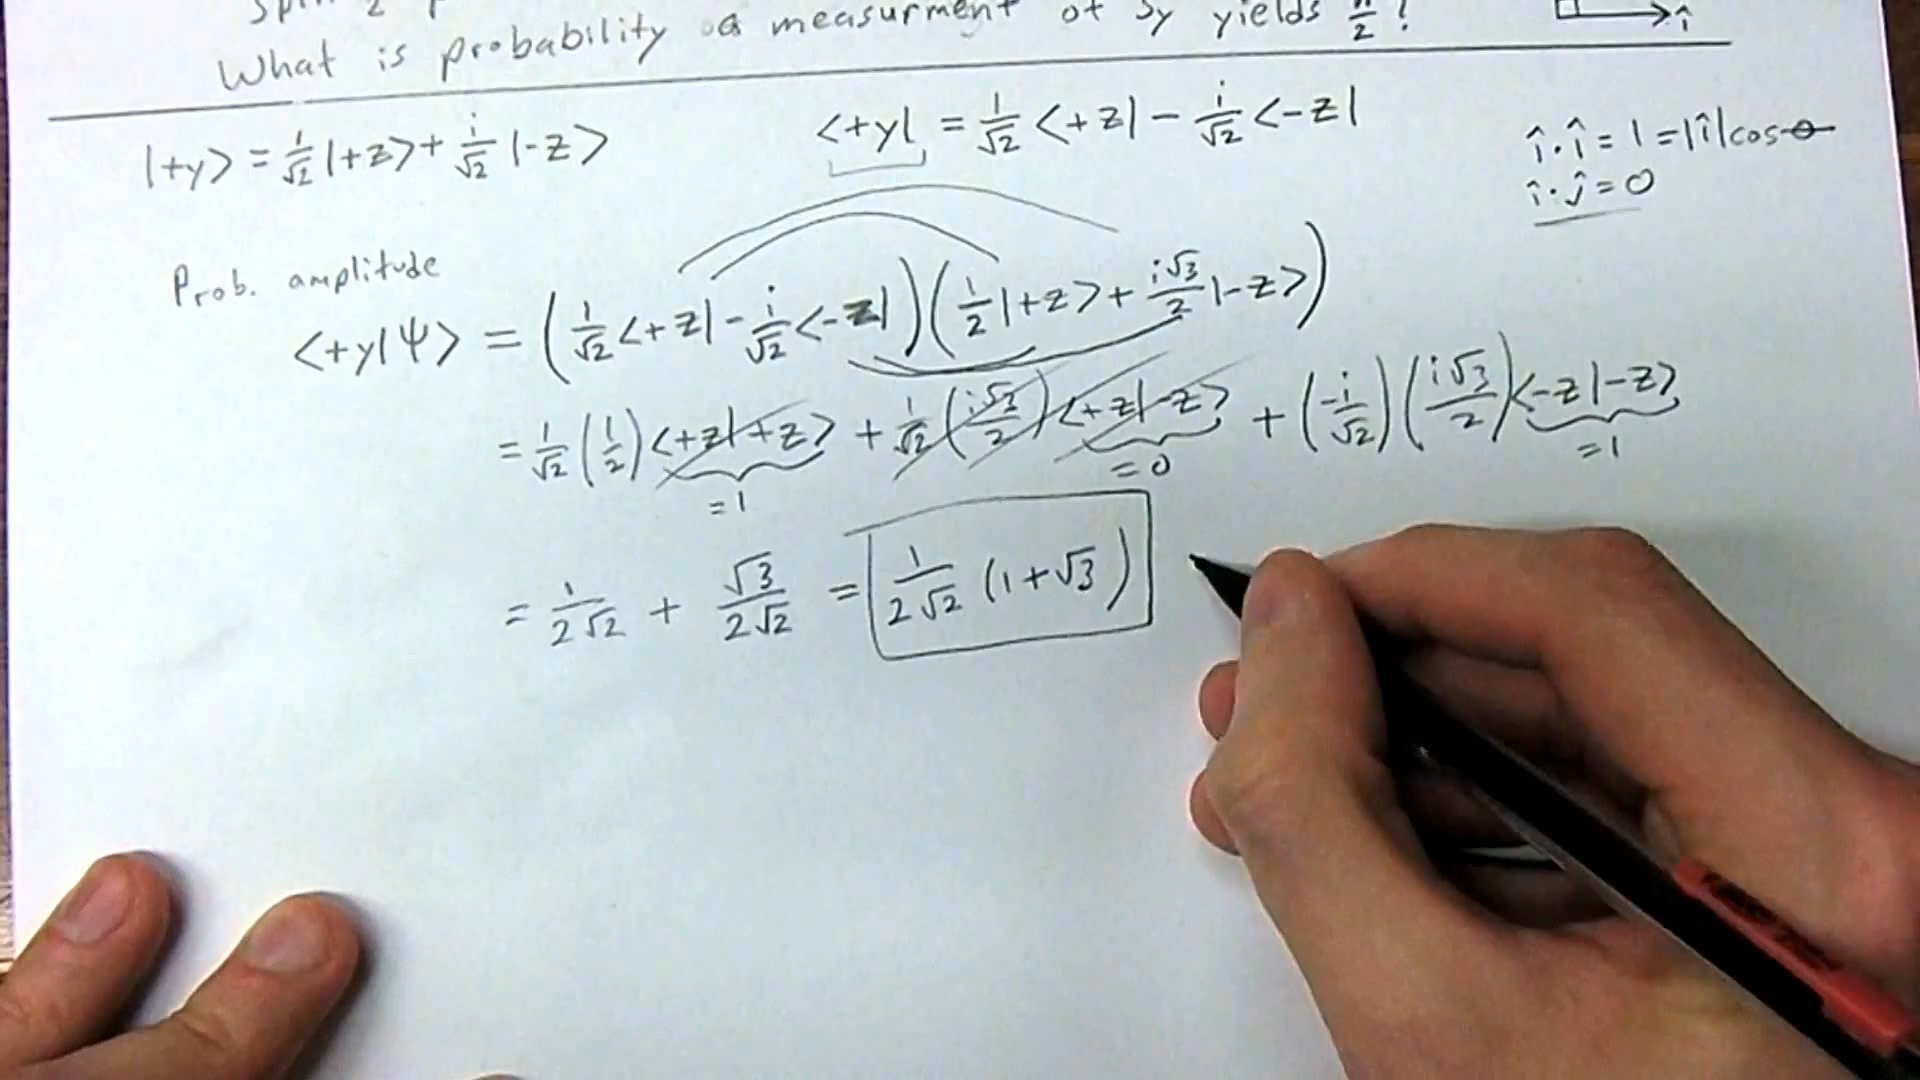 Spin
What is probability a measurment of Sy yields ħ/2?
î
|+y> = 1/√2 |+z> + i/√2 |-z>
<+y| = 1/√2 <+z| - i/√2 <-z|
î·î = 1 = |î|cosθ
î·ĵ = 0
Prob. amplitude
<+y|Ψ> = (1/√2 <+z| - i/√2 <-z|)(1/2 |+z> + i√3/2 |-z>)
= 1/√2 (1/2) <+z|+z> + 1/√2 (i√3/2) <+z|-z> + (-i/√2)(i√3/2) <-z|-z>
=1
=0
=1
= 1/2√2 + √3/2√2 = 1/2√2 (1+√3)